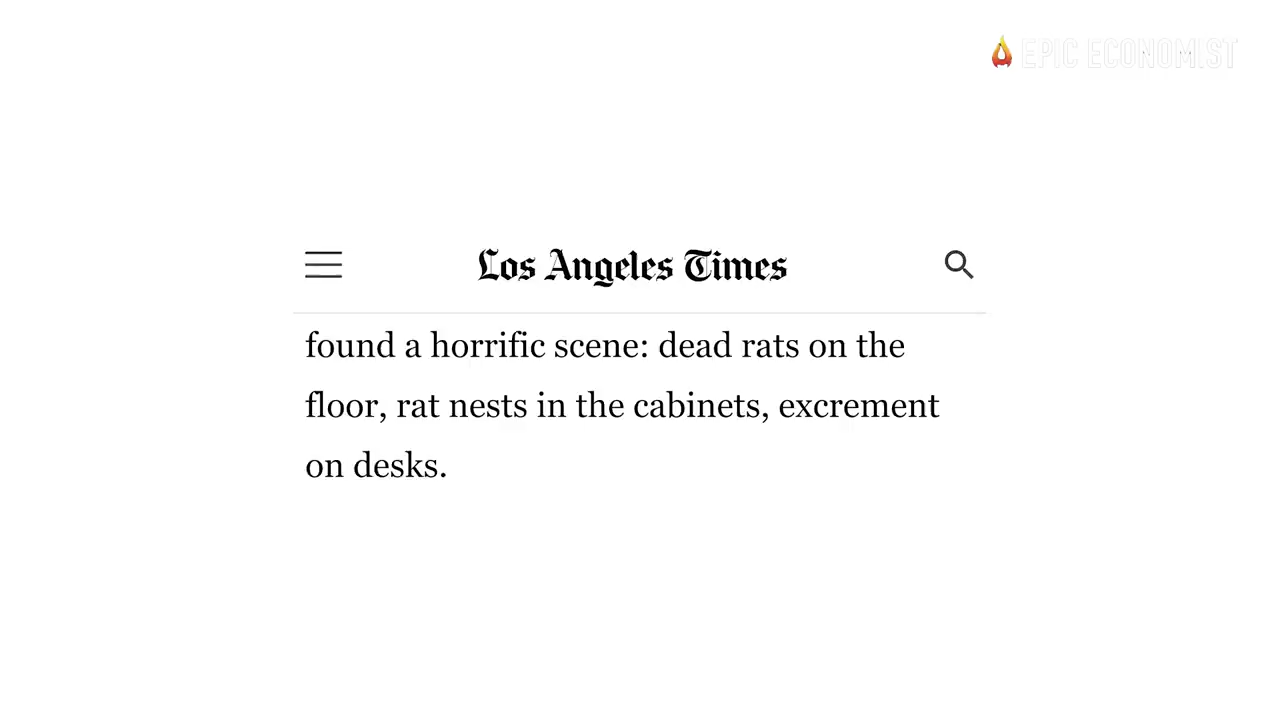 EPIC ECONOMIST
Los Angeles Times
found a horrific scene: dead rats on the
floor, rat nests in the cabinets, excrement
on desks.